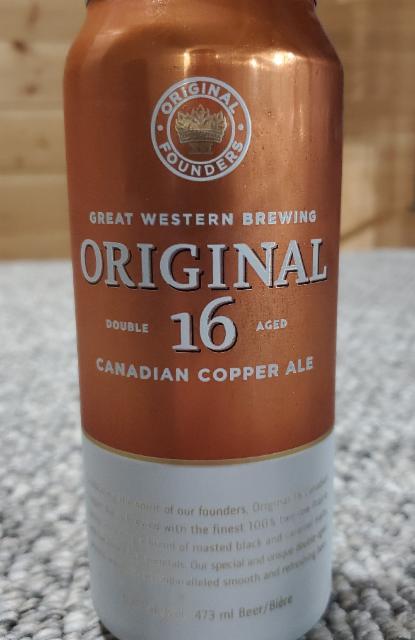 ORIGINAL
FOUNDERS
GREAT WESTERN BREWING
ORIGINAL
DOUBLE 16 AGED
CANADIAN COPPER ALE
the spirit of our founders, Original 16
with the finest 100% two-row
blend of roasted black and caramel
Our special and unique double
smooth and refreshing
473 ml Beer/Bière